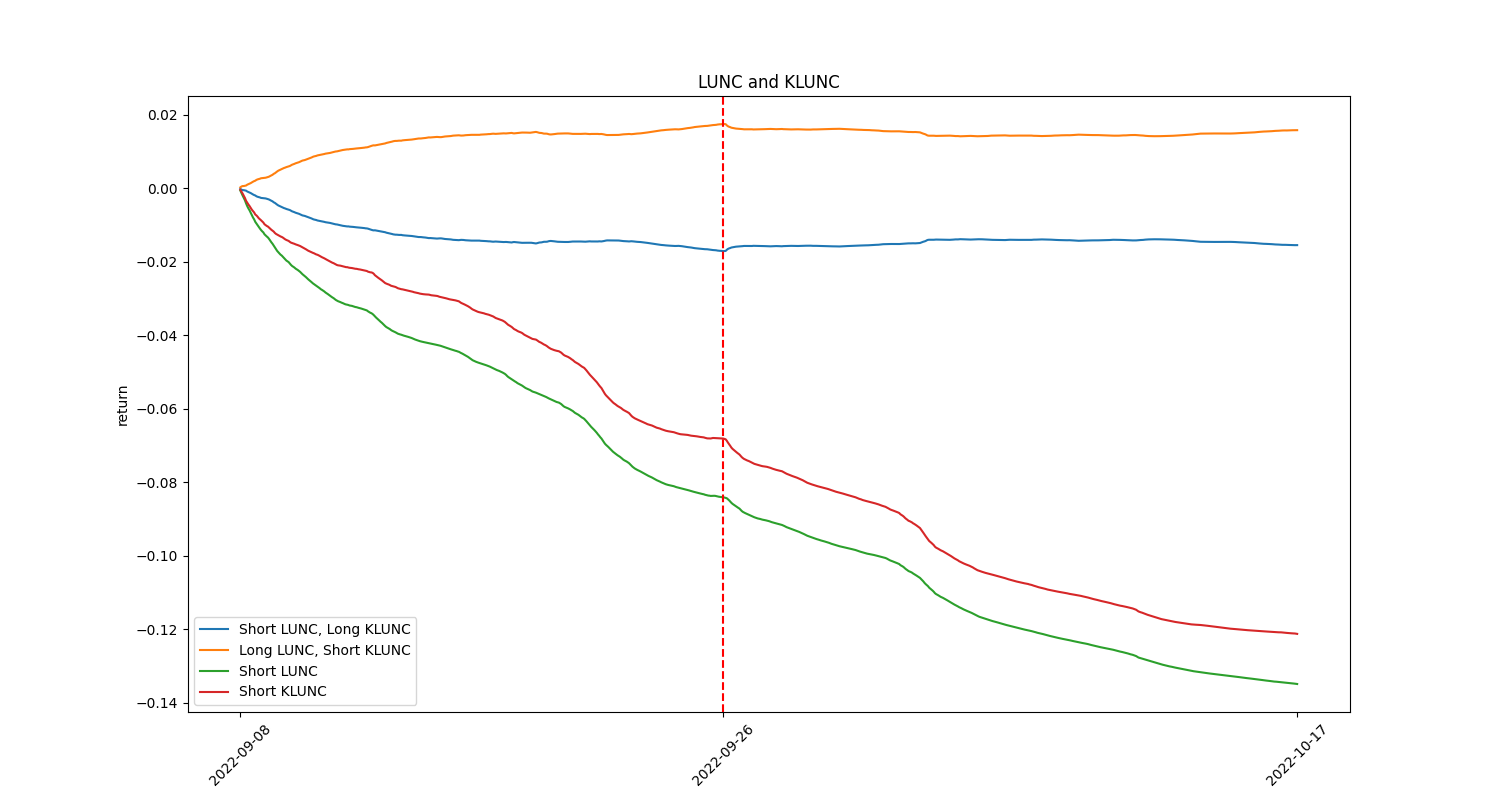 LUNC and KLUNC
return
0.02
0.00
−0.02
−0.04
−0.06
−0.08
−0.10
−0.12
−0.14
Short LUNC, Long KLUNC
Long LUNC, Short KLUNC
Short LUNC
Short KLUNC
2022-09-08
2022-09-26
2022-10-17